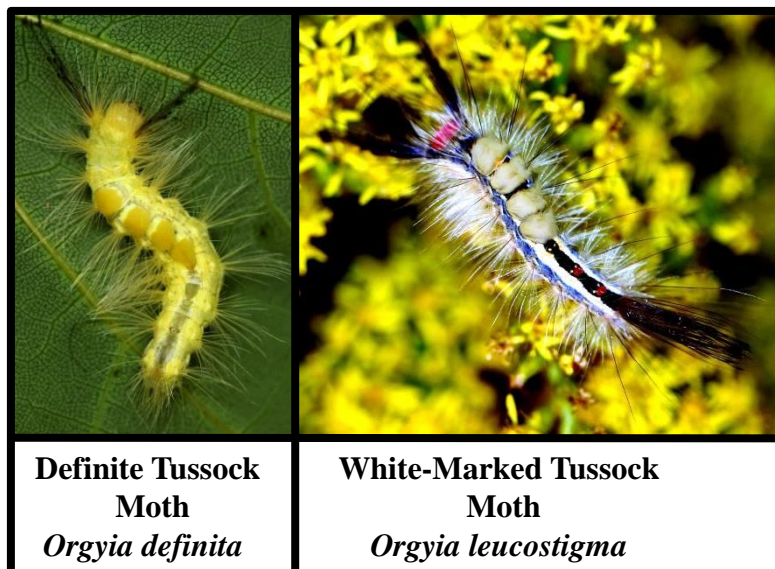 Definite Tussock
Moth
Orgyia definita
White-Marked Tussock
Moth
Orgyia leucostigma